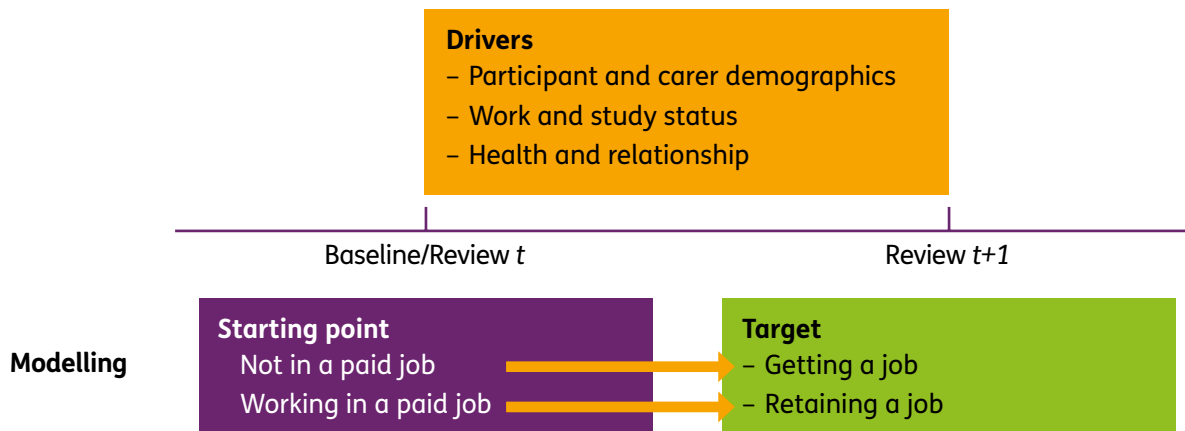 Drivers
– Participant and carer demographics
– Work and study status
– Health and relationship
Baseline/Review t
Review t+1
Modelling
Starting point
Not in a paid job
Working in a paid job
Target
– Getting a job
– Retaining a job